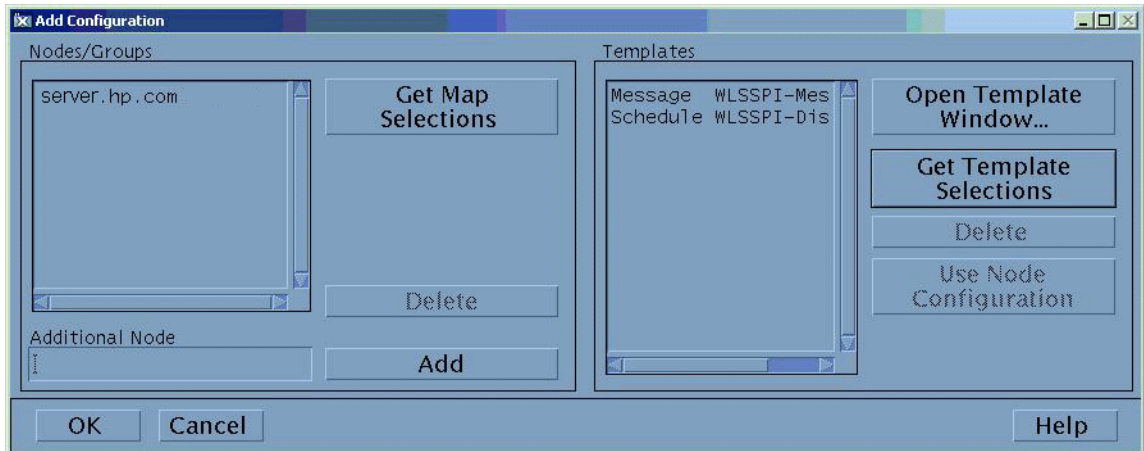 Add Configuration
Nodes/Groups
server.hp.com
Get Map
Selections
Delete
Additional Node
Add
Templates
Message WLSSPI-Mes
Schedule WLSSPI-Dis
Open Template
Window...
Get Template
Selections
Delete
Use Node
Configuration
OK
Cancel
Help